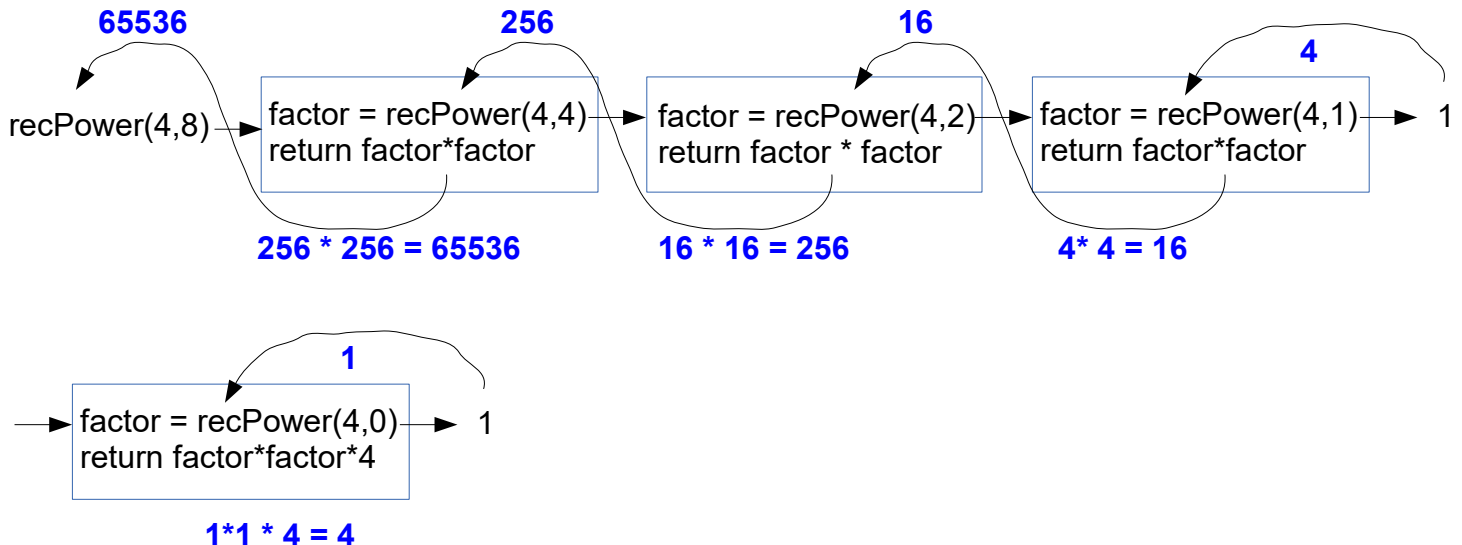 65536
256
16
4
recPower(4,8)
factor = recPower(4,4)
return factor*factor
factor = recPower(4,2)
return factor * factor
factor = recPower(4,1)
return factor*factor
1
256 * 256 = 65536
16 * 16 = 256
4* 4 = 16
1
factor = recPower(4,0)
return factor*factor*4
1
1*1 * 4 = 4